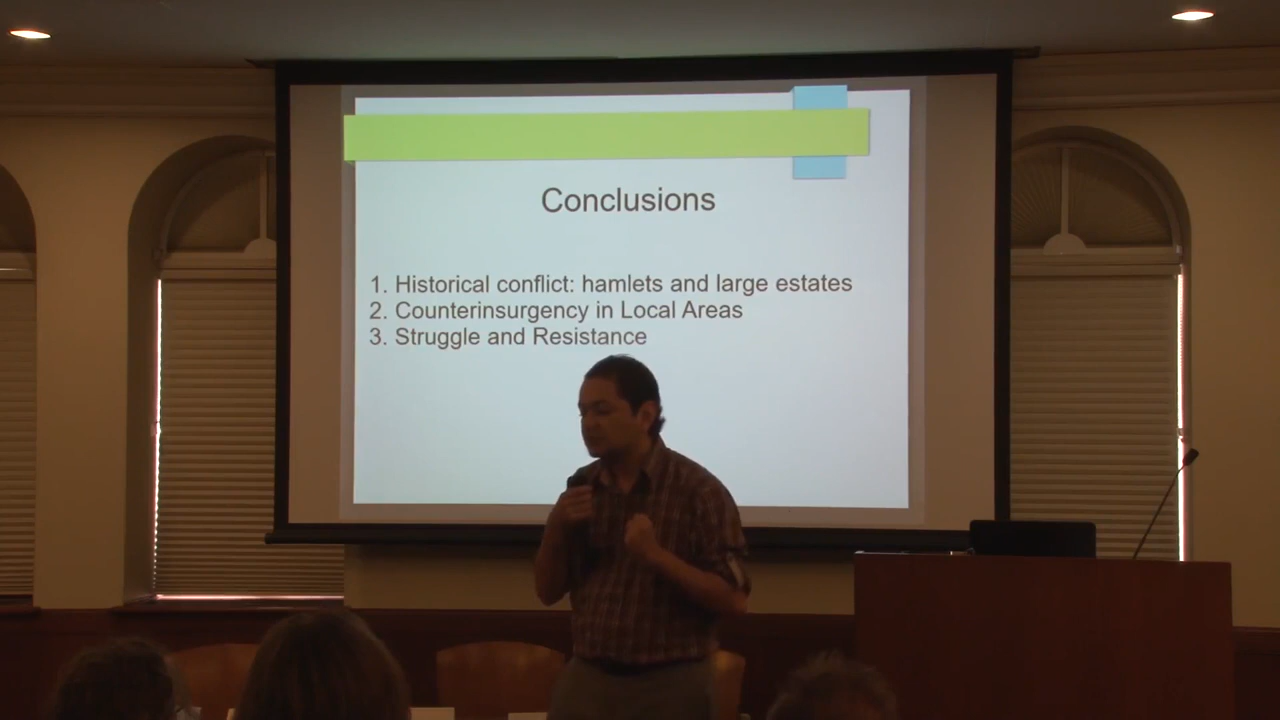 Conclusions
1. Historical conflict: hamlets and large estates
2. Counterinsurgency in Local Areas
3. Struggle and Resistance